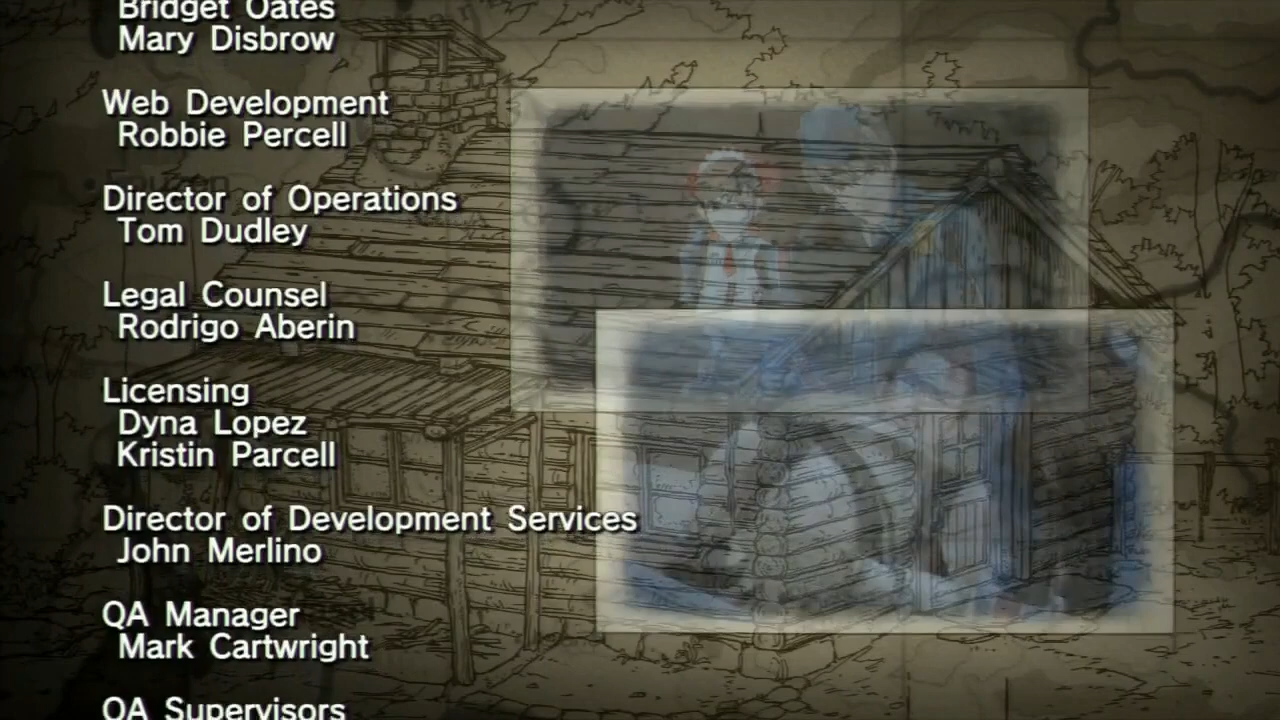 Bridget Oates
Mary Disbrow
Web Development
Robbie Percell
Director of Operations
Tom Dudley
Legal Counsel
Rodrigo Aberin
Licensing
Dyna Lopez
Kristin Parcell
Director of Development Services
John Merlino
QA Manager
Mark Cartwright
QA Supervisors